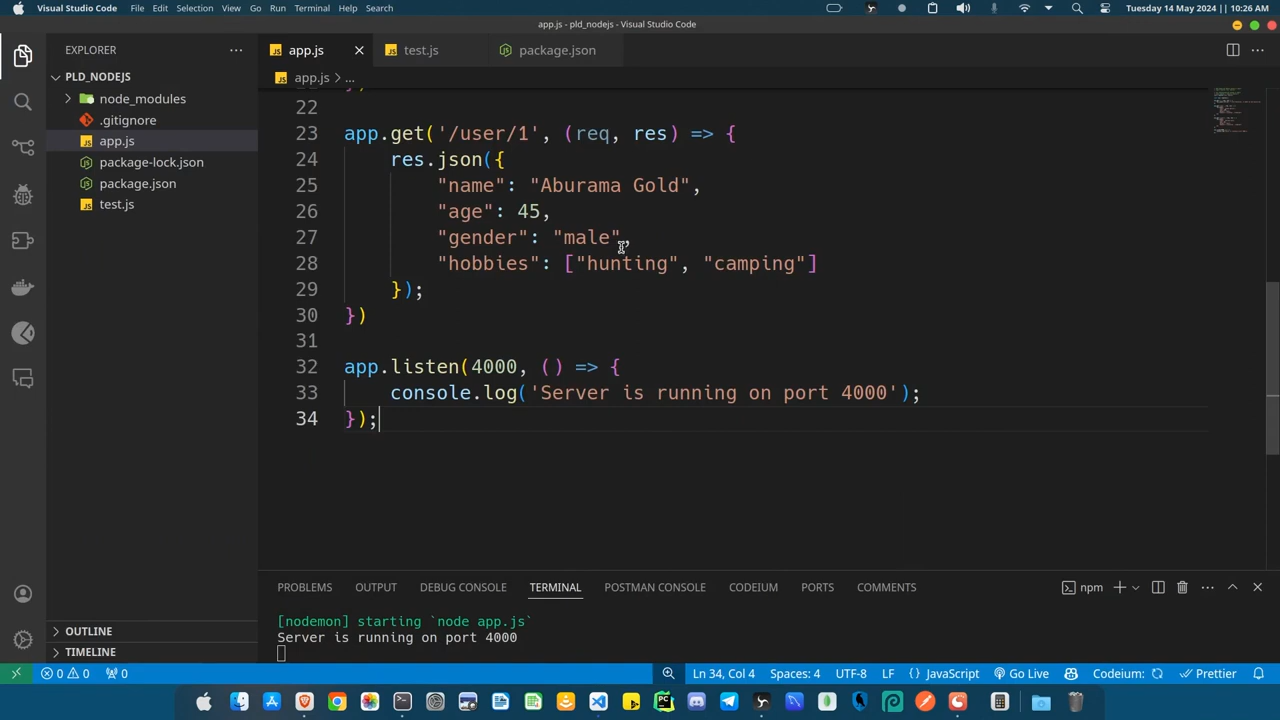 Visual Studio Code File Edit Selection View Go Run Terminal Help Search Tuesday 14 May 2024 || 10:26 AM
app.js - pld_nodejs - Visual Studio Code
EXPLORER
app.js
test.js
package.json
PLD_NODEJS
app.js > ...
node_modules
.gitignore
app.js
package-lock.json
package.json
test.js
22
23 app.get('/user/1', (req, res) => {
24 res.json({
25 "name": "Aburama Gold",
26 "age": 45,
27 "gender": "male",
28 "hobbies": ["hunting", "camping"]
29 });
30 })
31
32 app.listen(4000, () => {
33 console.log('Server is running on port 4000');
34 });
PROBLEMS OUTPUT DEBUG CONSOLE TERMINAL POSTMAN CONSOLE CODEIUM PORTS COMMENTS npm
[nodemon] starting `node app.js`
Server is running on port 4000
OUTLINE
TIMELINE
0 0 0 Ln 34, Col 4 Spaces: 4 UTF-8 LF {} JavaScript Go Live Codeium: Prettier